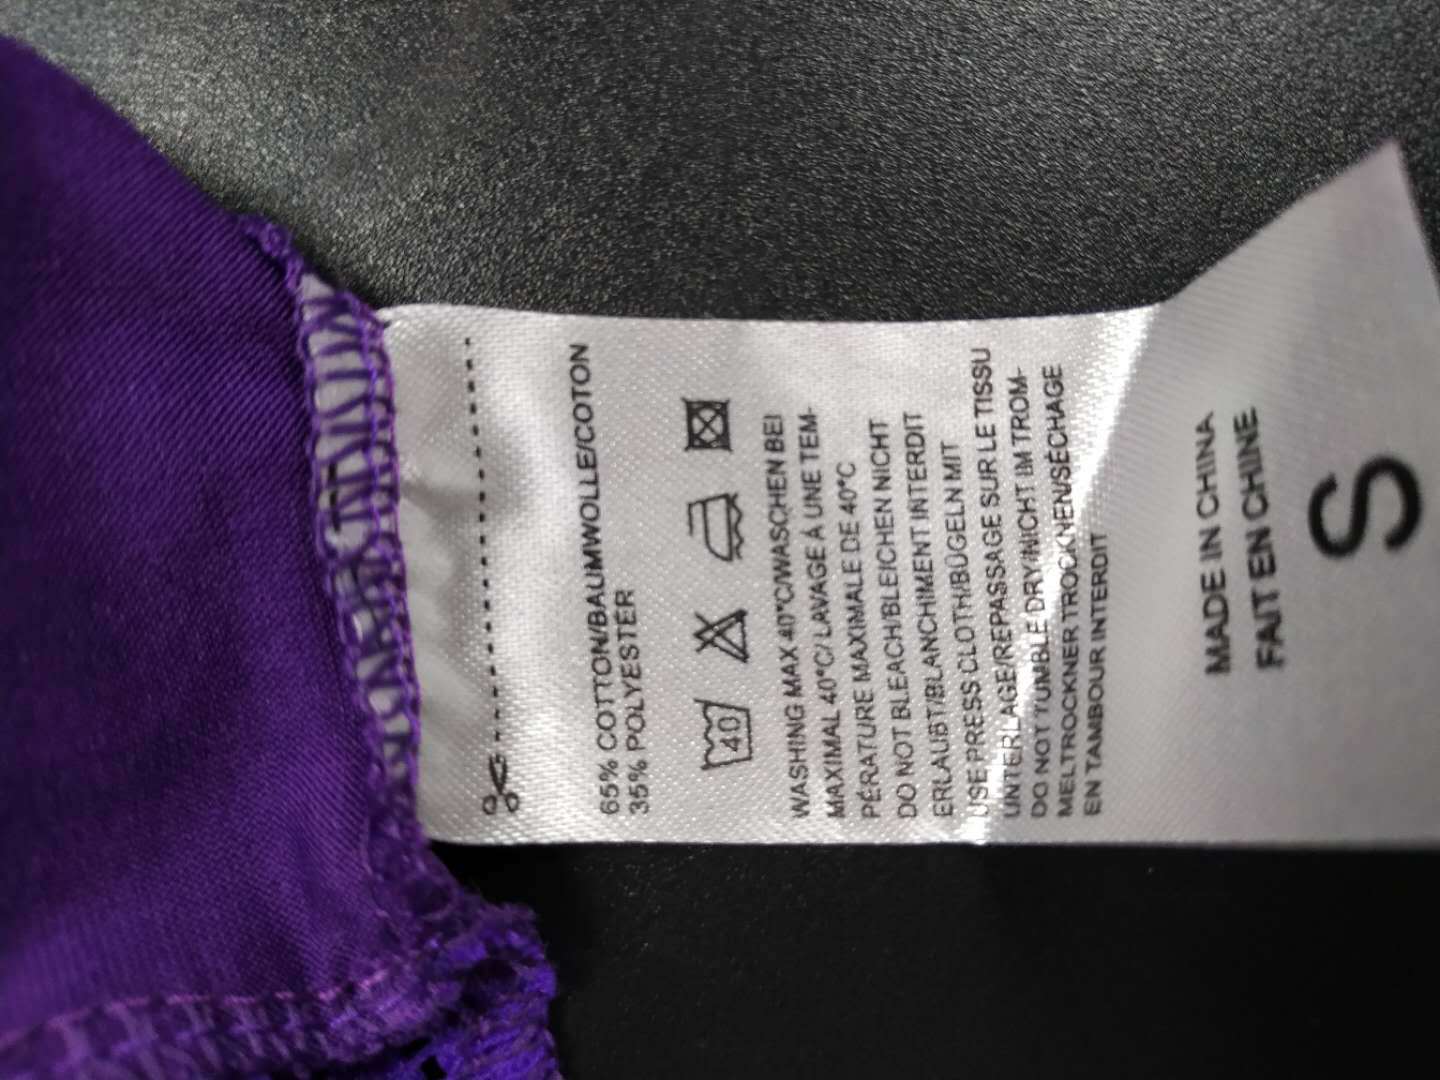 65% COTTON/BAUMWOLLE/COTON
35% POLYESTER
40
WASHING MAX 40°C/WASCHEN BEI
MAXIMAL 40°C/ LAVAGE À UNE TEM-
PÉRATURE MAXIMALE DE 40°C
DO NOT BLEACH/BLEICHEN NICHT
ERLAUBT/BLANCHIMENT INTERDIT
USE PRESS CLOTH/BÜGELN MIT
UNTERLAGE/REPASSAGE SUR LE TISSU
DO NOT TUMBLE DRY/NICHT IM TROM-
MELTROCKNER TROCKNEN/SÉCHAGE
EN TAMBOUR INTERDIT
MADE IN CHINA
FAIT EN CHINE
S